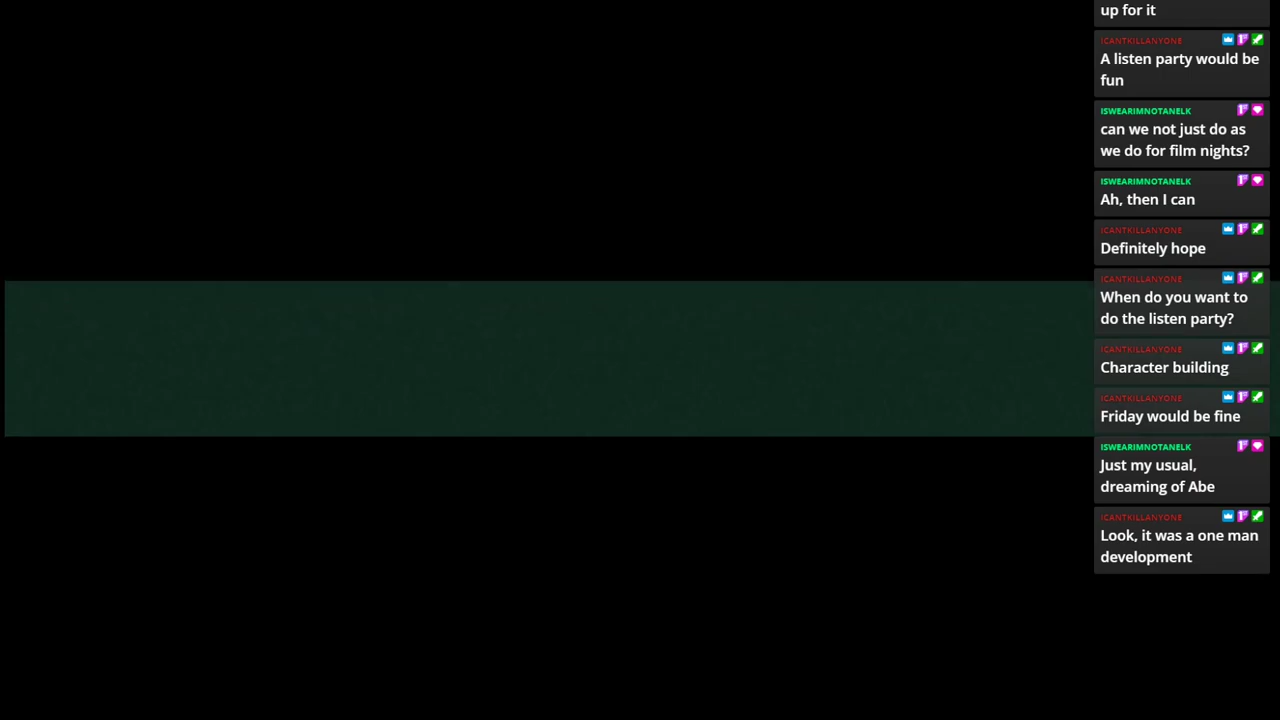 up for it
ICANTKILLANYONE
A listen party would be
fun
ISWEARIMNOTANELK
can we not just do as
we do for film nights?
ISWEARIMNOTANELK
Ah, then I can
ICANTKILLANYONE
Definitely hope
ICANTKILLANYONE
When do you want to
do the listen party?
ICANTKILLANYONE
Character building
ICANTKILLANYONE
Friday would be fine
ISWEARIMNOTANELK
Just my usual,
dreaming of Abe
ICANTKILLANYONE
Look, it was a one man
development